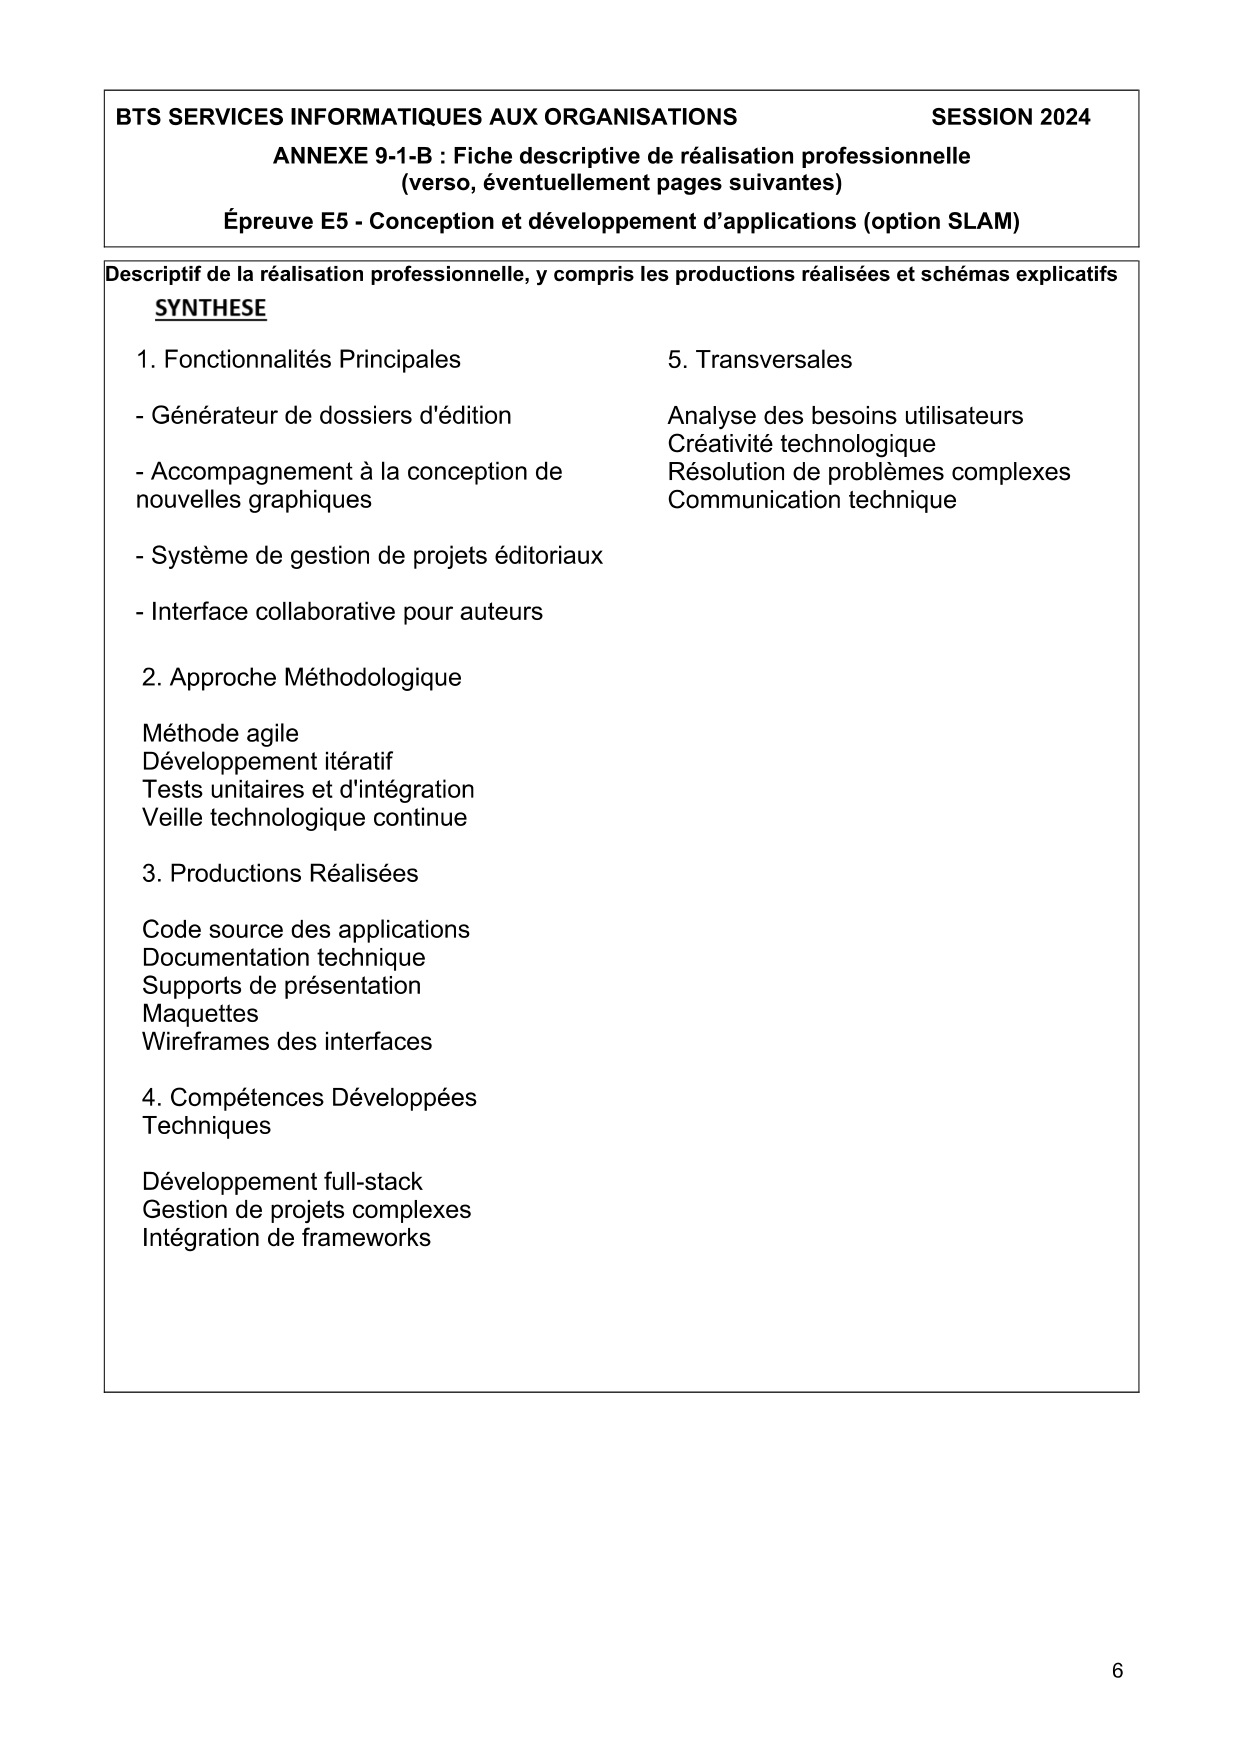 BTS SERVICES INFORMATIQUES AUX ORGANISATIONS SESSION 2024
ANNEXE 9-1-B : Fiche descriptive de réalisation professionnelle
(verso, éventuellement pages suivantes)
Épreuve E5 - Conception et développement d’applications (option SLAM)
Descriptif de la réalisation professionnelle, y compris les productions réalisées et schémas explicatifs
SYNTHESE
1. Fonctionnalités Principales
- Générateur de dossiers d'édition
- Accompagnement à la conception de
nouvelles graphiques
- Système de gestion de projets éditoriaux
- Interface collaborative pour auteurs
2. Approche Méthodologique
Méthode agile
Développement itératif
Tests unitaires et d'intégration
Veille technologique continue
3. Productions Réalisées
Code source des applications
Documentation technique
Supports de présentation
Maquettes
Wireframes des interfaces
4. Compétences Développées
Techniques
Développement full-stack
Gestion de projets complexes
Intégration de frameworks
5. Transversales
Analyse des besoins utilisateurs
Créativité technologique
Résolution de problèmes complexes
Communication technique
6